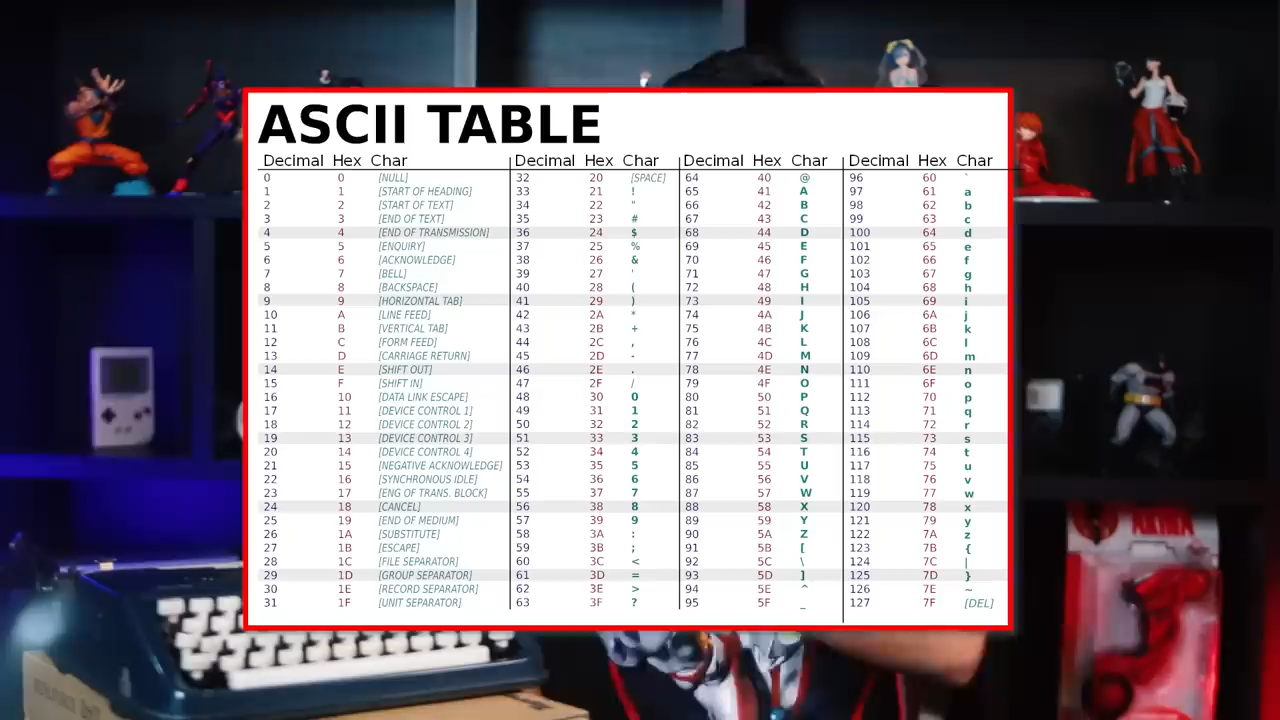 ASCII TABLE
Decimal Hex Char Decimal Hex Char Decimal Hex Char Decimal Hex Char
0 0 [NULL] 32 20 [SPACE] 64 40 @ 96 60 `
1 1 [START OF HEADING] 33 21 ! 65 41 A 97 61 a
2 2 [START OF TEXT] 34 22 " 66 42 B 98 62 b
3 3 [END OF TEXT] 35 23 # 67 43 C 99 63 c
4 4 [END OF TRANSMISSION] 36 24 $ 68 44 D 100 64 d
5 5 [ENQUIRY] 37 25 % 69 45 E 101 65 e
6 6 [ACKNOWLEDGE] 38 26 & 70 46 F 102 66 f
7 7 [BELL] 39 27 ' 71 47 G 103 67 g
8 8 [BACKSPACE] 40 28 ( 72 48 H 104 68 h
9 9 [HORIZONTAL TAB] 41 29 ) 73 49 I 105 69 i
10 A [LINE FEED] 42 2A * 74 4A J 106 6A j
11 B [VERTICAL TAB] 43 2B + 75 4B K 107 6B k
12 C [FORM FEED] 44 2C , 76 4C L 108 6C l
13 D [CARRIAGE RETURN] 45 2D - 77 4D M 109 6D m
14 E [SHIFT OUT] 46 2E . 78 4E N 110 6E n
15 F [SHIFT IN] 47 2F / 79 4F O 111 6F o
16 10 [DATA LINK ESCAPE] 48 30 0 80 50 P 112 70 p
17 11 [DEVICE CONTROL 1] 49 31 1 81 51 Q 113 71 q
18 12 [DEVICE CONTROL 2] 50 32 2 82 52 R 114 72 r
19 13 [DEVICE CONTROL 3] 51 33 3 83 53 S 115 73 s
20 14 [DEVICE CONTROL 4] 52 34 4 84 54 T 116 74 t
21 15 [NEGATIVE ACKNOWLEDGE] 53 35 5 85 55 U 117 75 u
22 16 [SYNCHRONOUS IDLE] 54 36 6 86 56 V 118 76 v
23 17 [ENG OF TRANS. BLOCK] 55 37 7 87 57 W 119 77 w
24 18 [CANCEL] 56 38 8 88 58 X 120 78 x
25 19 [END OF MEDIUM] 57 39 9 89 59 Y 121 79 y
26 1A [SUBSTITUTE] 58 3A : 90 5A Z 122 7A z
27 1B [ESCAPE] 59 3B ; 91 5B [ 123 7B {
28 1C [FILE SEPARATOR] 60 3C < 92 5C \ 124 7C |
29 1D [GROUP SEPARATOR] 61 3D = 93 5D ] 125 7D }
30 1E [RECORD SEPARATOR] 62 3E > 94 5E ^ 126 7E ~
31 1F [UNIT SEPARATOR] 63 3F ? 95 5F _ 127 7F [DEL]